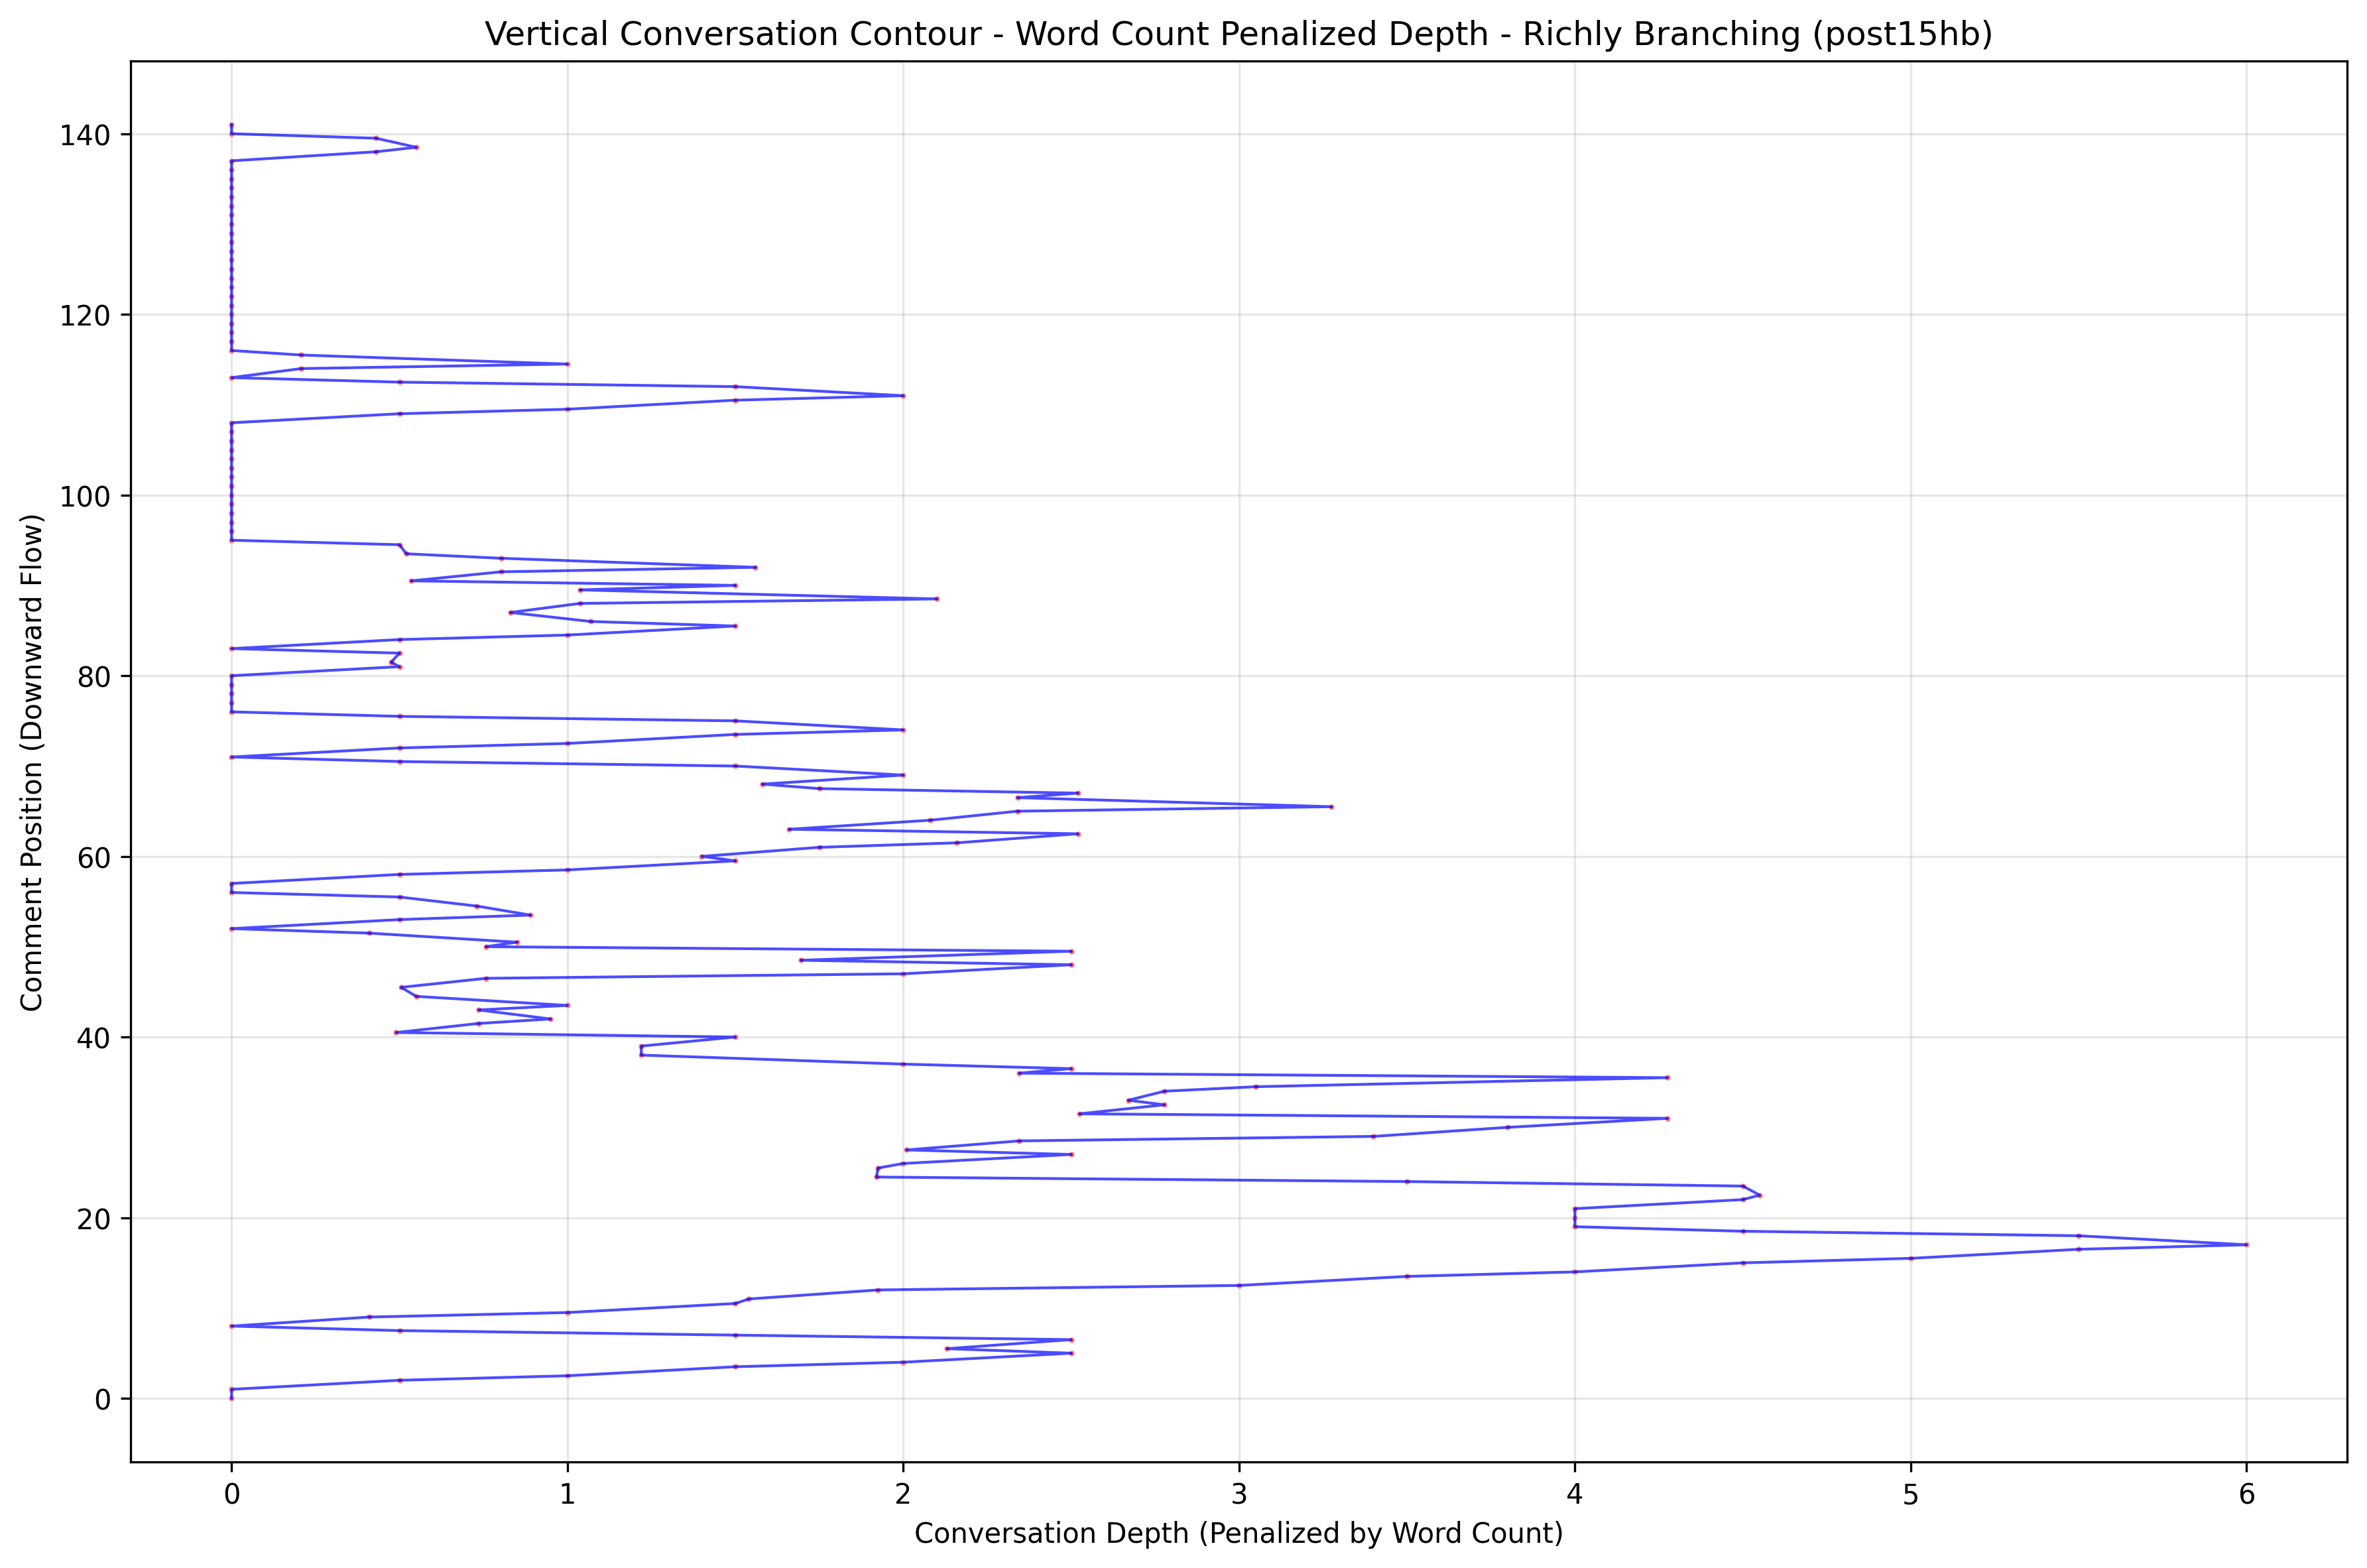 Vertical Conversation Contour - Word Count Penalized Depth - Richly Branching (post15hb)
Comment Position (Downward Flow)
140
120
100
80
60
40
20
0
0 1 2 3 4 5 6
Conversation Depth (Penalized by Word Count)